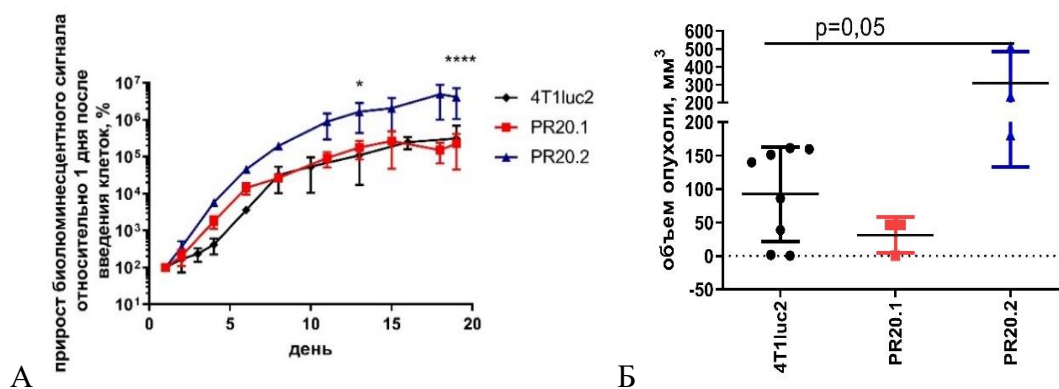 прирост биолюминесцентного сигнала
относительно 1 дня после
введения клеток, %
10⁷
10⁶
10⁵
10⁴
10³
10²
10¹
0
5
10
15
20
день
*
****
4T1luc2
PR20.1
PR20.2
А
объем опухоли, мм³
p=0,05
600
500
400
300
200
150
100
50
0
-50
4T1luc2
PR20.1
PR20.2
Б